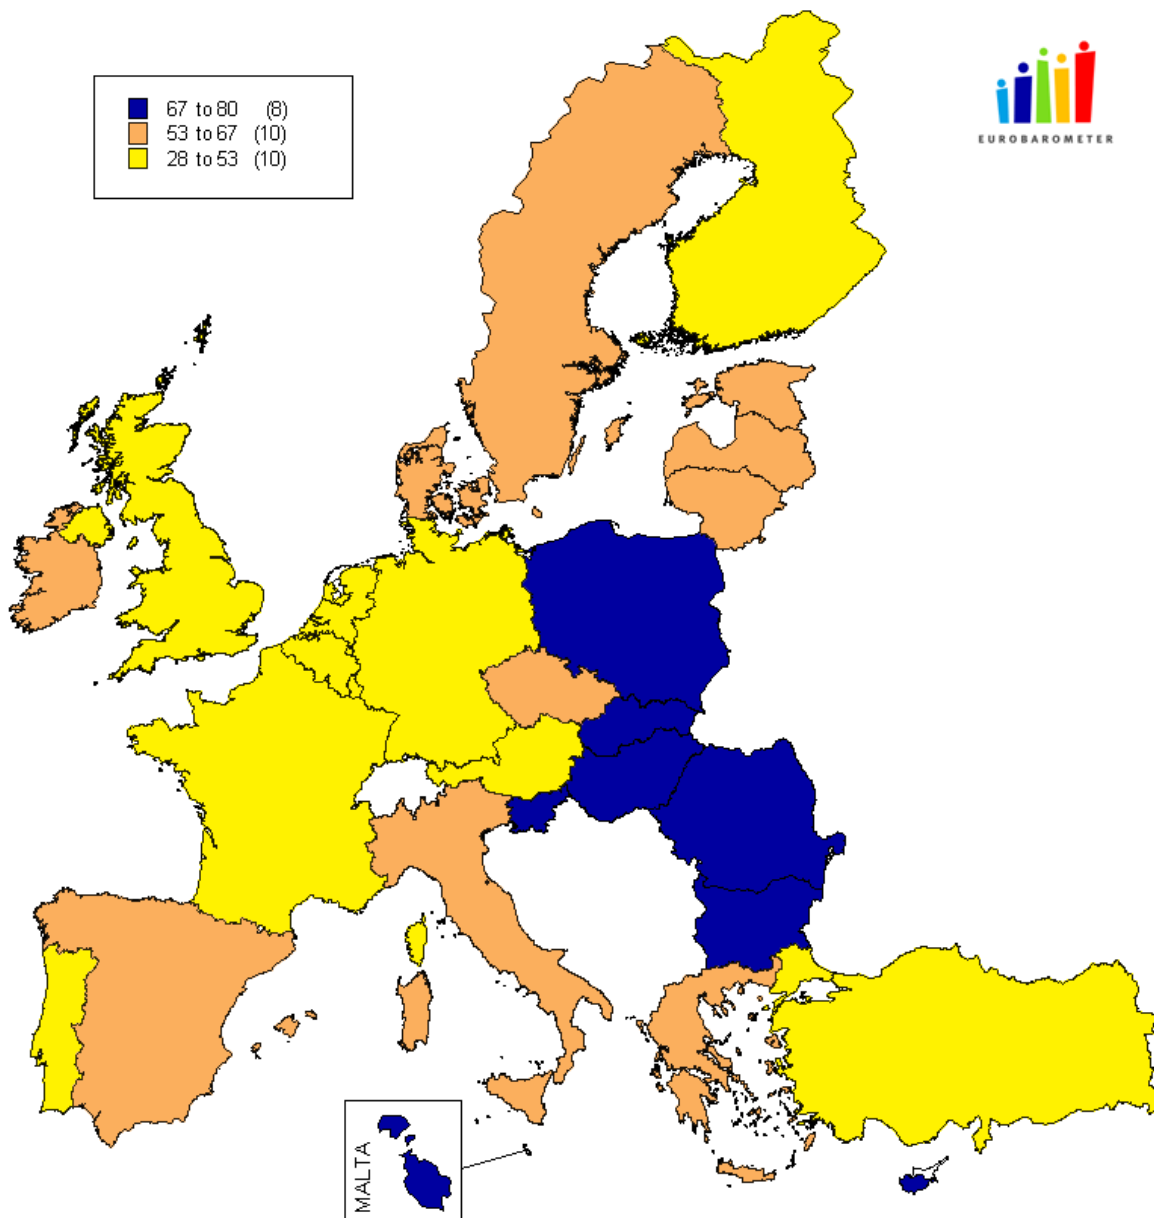 67 to 80 (8)
53 to 67 (10)
28 to 53 (10)
EUROBAROMETER
MALTA